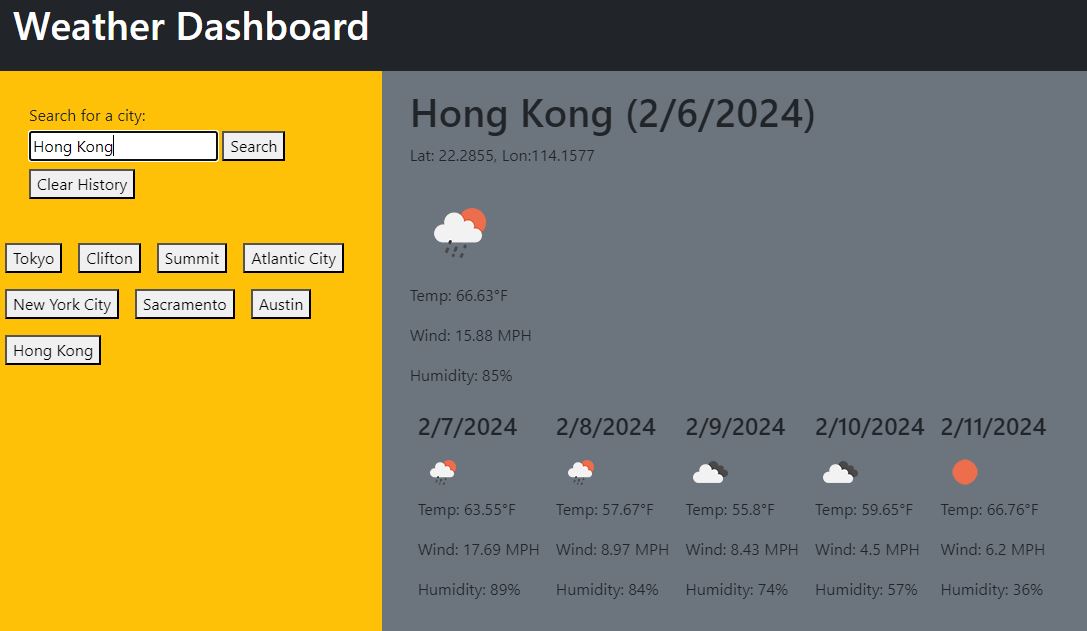 Weather Dashboard
Search for a city:
Hong Kong Search
Clear History
Tokyo Clifton Summit Atlantic City
New York City Sacramento Austin
Hong Kong
Hong Kong (2/6/2024)
Lat: 22.2855, Lon:114.1577
Temp: 66.63°F
Wind: 15.88 MPH
Humidity: 85%
2/7/2024 2/8/2024 2/9/2024 2/10/2024 2/11/2024
Temp: 63.55°F Temp: 57.67°F Temp: 55.8°F Temp: 59.65°F Temp: 66.76°F
Wind: 17.69 MPH Wind: 8.97 MPH Wind: 8.43 MPH Wind: 4.5 MPH Wind: 6.2 MPH
Humidity: 89% Humidity: 84% Humidity: 74% Humidity: 57% Humidity: 36%